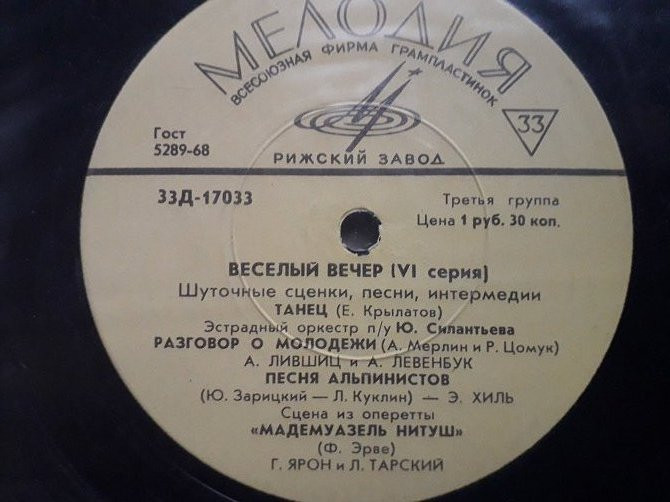 МЕЛОДИЯ
ВСЕСОЮЗНАЯ ФИРМА ГРАМПЛАСТИНОК
33
Гост
5289-68
РИЖСКИЙ ЗАВОД
33Д-17033
Третья группа
Цена 1 руб. 30 коп.
ВЕСЕЛЫЙ ВЕЧЕР (VI серия)
Шуточные сценки, песни, интермедии
ТАНЕЦ (Е. Крылатов)
Эстрадный оркестр п/у Ю. Силантьева
РАЗГОВОР О МОЛОДЕЖИ (А. Мерлин и Р. Цомук)
А. ЛИВШИЦ и А. ЛЕВЕНБУК
ПЕСНЯ АЛЬПИНИСТОВ
(Ю. Зарицкий — Л. Куклин) — Э. ХИЛЬ
Сцена из оперетты
«МАДЕМУАЗЕЛЬ НИТУШ»
(Ф. Эрве)
Г. ЯРОН и Л. ТАРСКИЙ